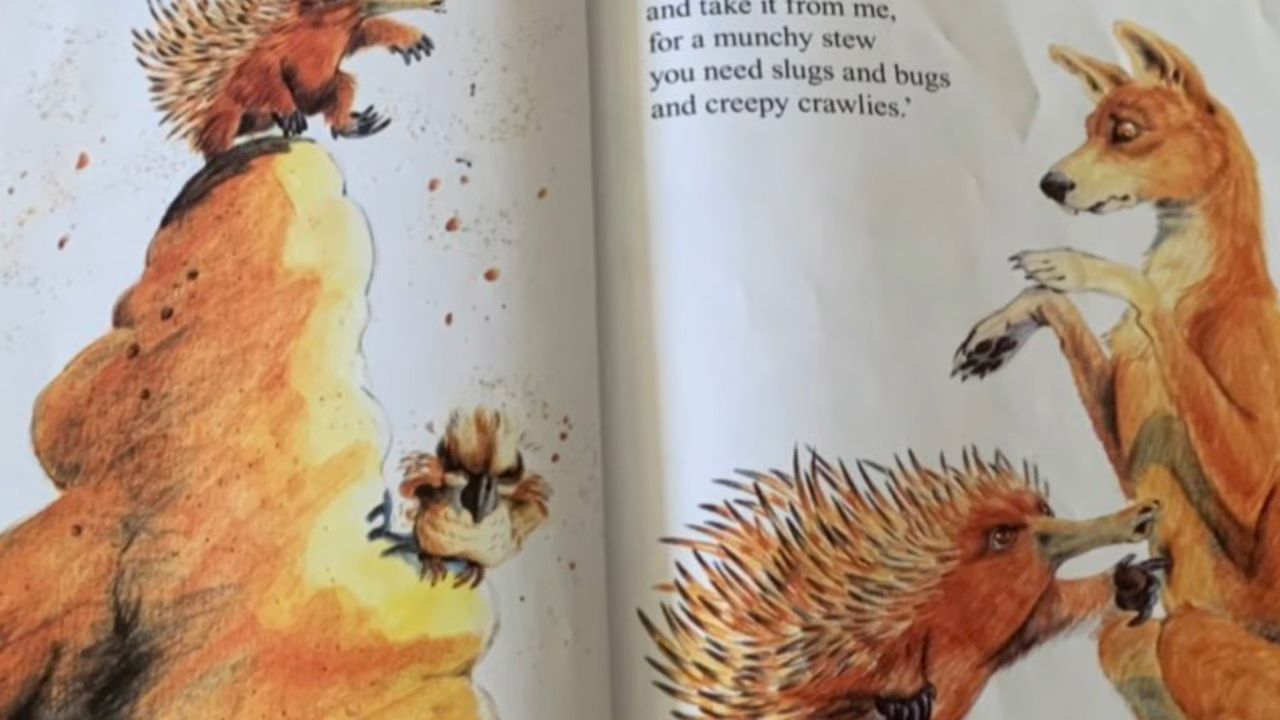 and take it from me,
for a munchy stew
you need slugs and bugs
and creepy crawlies.'